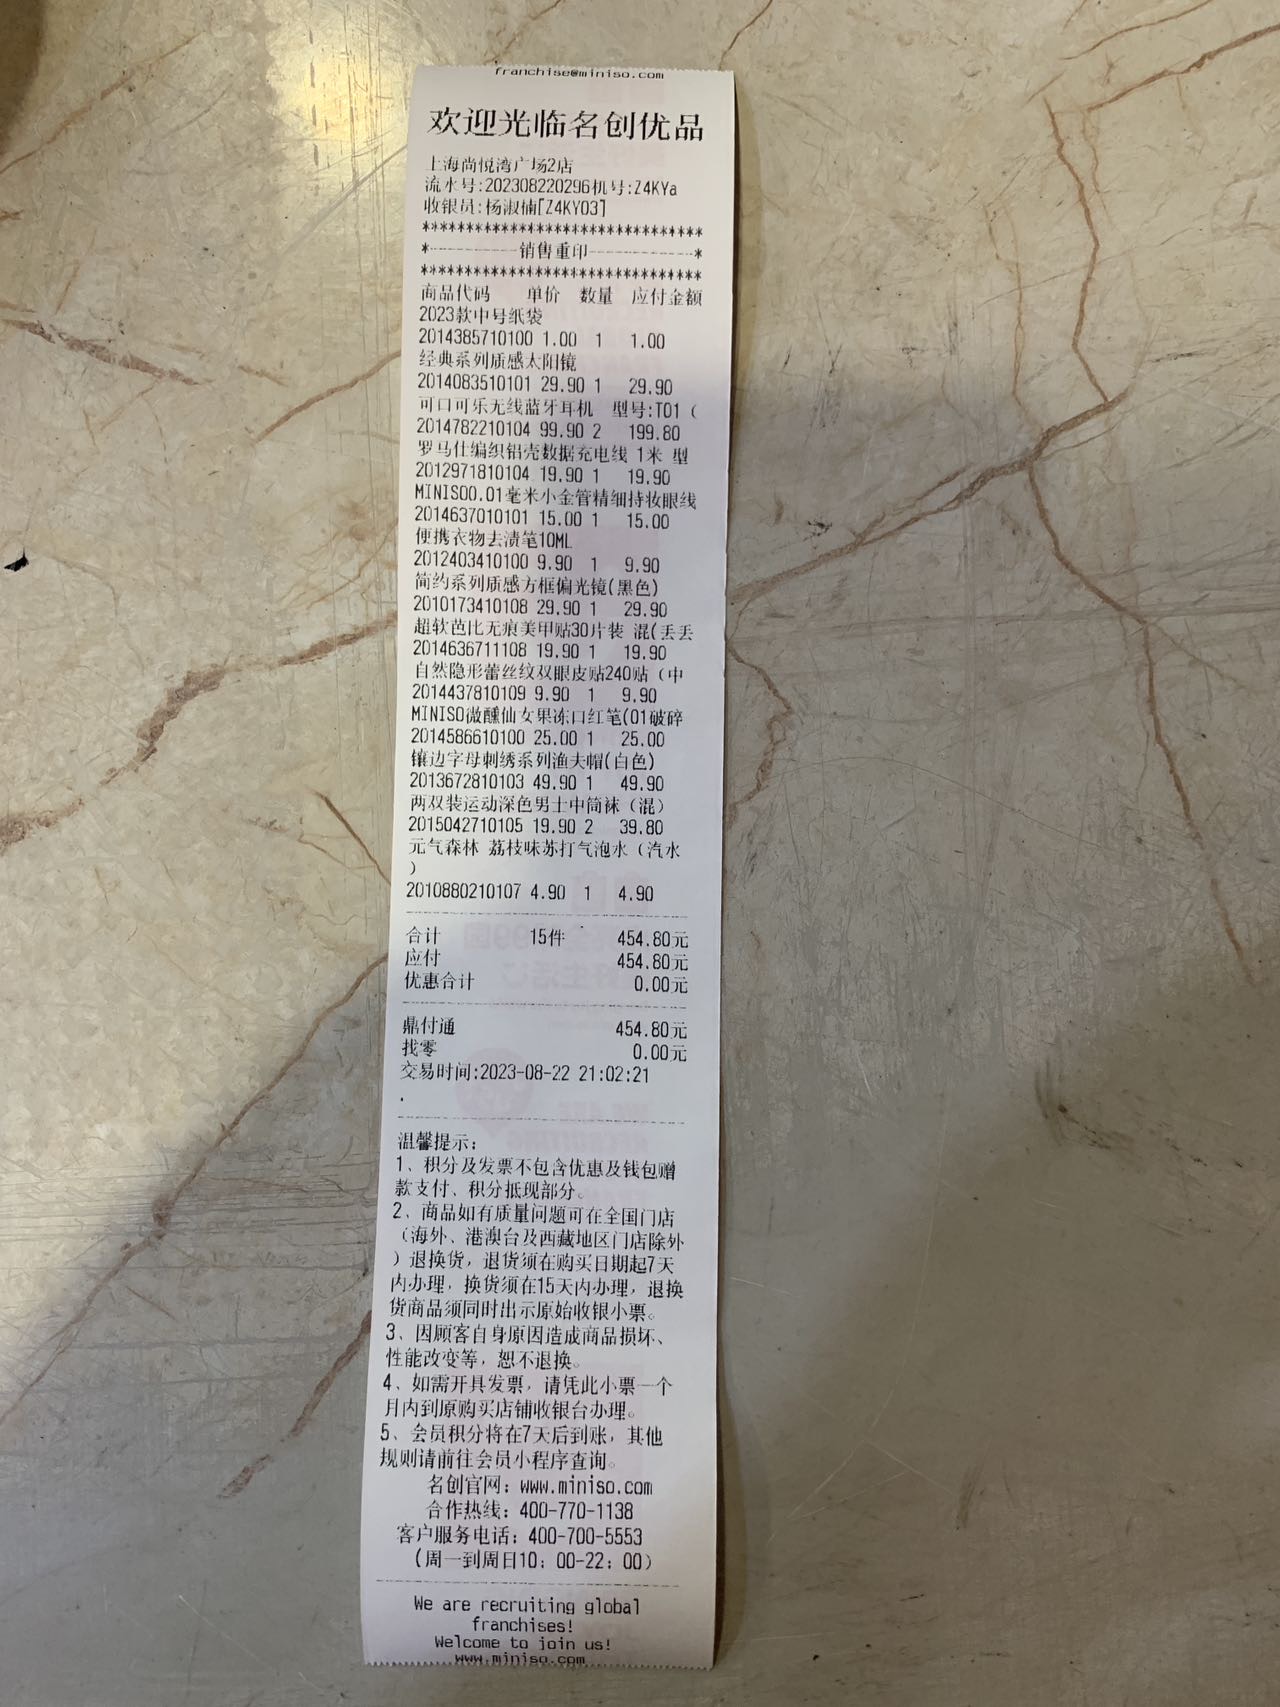 franchise@miniso.com
欢迎光临名创优品
上海尚悦湾广场2店
流水号:202308220296机号:Z4KYa
收银员:杨淑楠[Z4KY03]
********************************
*----------销售重印------------*
********************************
商品代码 单价 数量 应付金额
2023款中号纸袋
2014385710100 1.00 1 1.00
经典系列质感太阳镜
2014083510101 29.90 1 29.90
可口可乐无线蓝牙耳机 型号:T01（
2014782210104 99.90 2 199.80
罗马仕编织铝壳数据充电线 1米 型
2012971810104 19.90 1 19.90
MINISO0.01毫米小金管精细持妆眼线
2014637010101 15.00 1 15.00
便携衣物去渍笔10ML
2012403410100 9.90 1 9.90
简约系列质感方框偏光镜(黑色)
2010173410108 29.90 1 29.90
超软芭比无痕美甲贴30片装 混(丢丢
2014636711108 19.90 1 19.90
自然隐形蕾丝纹双眼皮贴240贴（中
2014437810109 9.90 1 9.90
MINISO微醺仙女果冻口红笔(01破碎
2014586610100 25.00 1 25.00
镶边字母刺绣系列渔夫帽(白色)
2013672810103 49.90 1 49.90
两双装运动深色男士中筒袜（混）
2015042710105 19.90 2 39.80
元气森林 荔枝味苏打气泡水（汽水
）
2010880210107 4.90 1 4.90
合计 15件 454.80元
应付 454.80元
优惠合计 0.00元
鼎付通 454.80元
找零 0.00元
交易时间:2023-08-22 21:02:21
.
温馨提示：
1、积分及发票不包含优惠及钱包赠
款支付、积分抵现部分。
2、商品如有质量问题可在全国门店
（海外、港澳台及西藏地区门店除外
）退换货，退货须在购买日期起7天
内办理，换货须在15天内办理，退换
货商品须同时出示原始收银小票。
3、因顾客自身原因造成商品损坏、
性能改变等，恕不退换。
4、如需开具发票，请凭此小票一个
月内到原购买店铺收银台办理。
5、会员积分将在7天后到账，其他
规则请前往会员小程序查询。
名创官网：www.miniso.com
合作热线：400-770-1138
客户服务电话：400-700-5553
（周一到周日10：00-22：00）
We are recruiting global
franchises!
Welcome to join us!
www.miniso.com